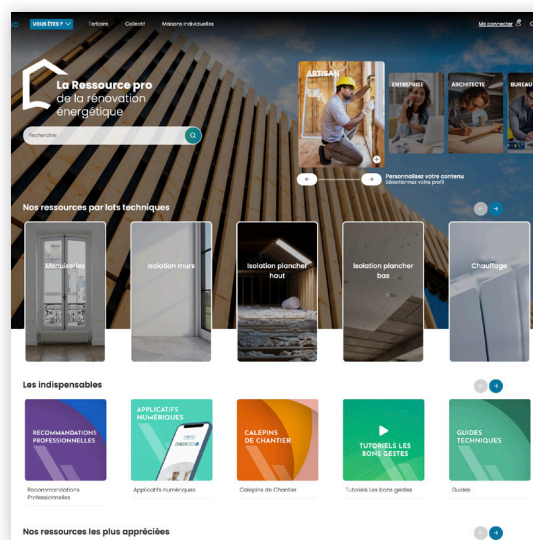 VOUS ÊTES ?
Tertiaire
Collectif
Maisons individuelles
Me connecter
La Ressource pro
de la rénovation
énergétique
Rechercher
ARTISAN
ENTREPRISE
ARCHITECTE
BUREAU
Personnalisez votre contenu
Sélectionnez votre profil
Nos ressources par lots techniques
Menuiseries
Isolation murs
Isolation plancher
haut
Isolation plancher
bas
Chauffage
Les indispensables
RECOMMANDATIONS
PROFESSIONNELLES
APPLICATIFS
NUMÉRIQUES
CALEPINS
DE CHANTIER
TUTORIELS LES
BONS GESTES
GUIDES
TECHNIQUES
Recommandations
Professionnelles
Applicatifs numériques
Calepins de Chantier
Tutoriels Les bons gestes
Guides
Nos ressources les plus appréciées